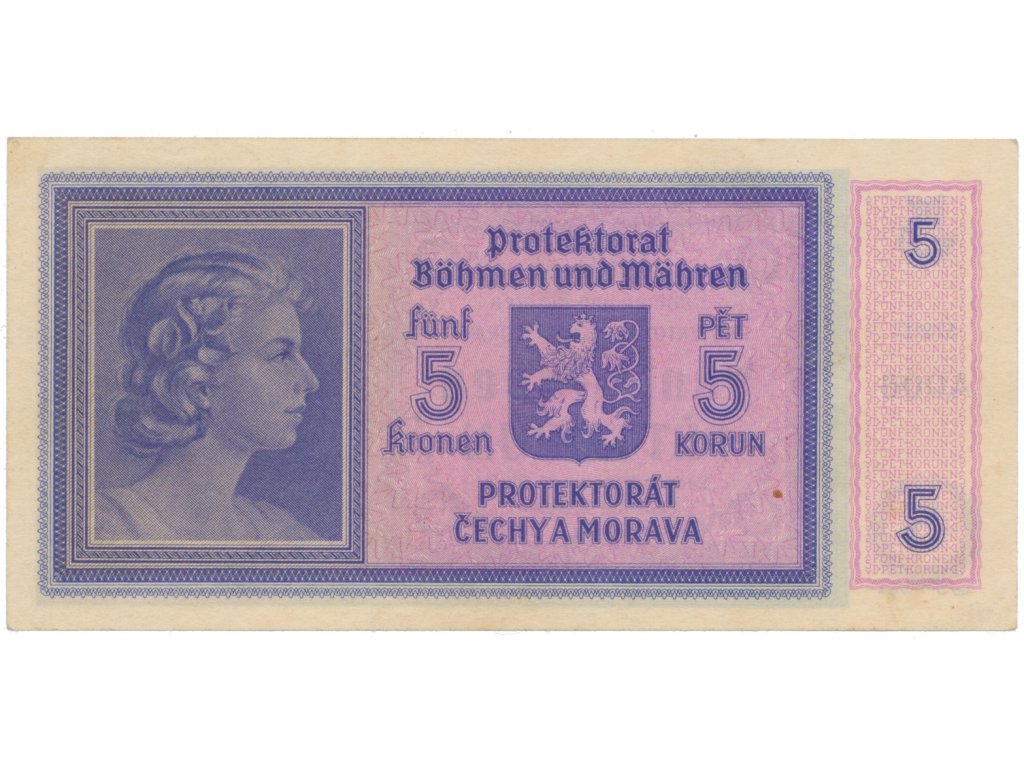 Protektorat
Böhmen und Mähren
fünf
5
Kronen
PĚT
5
KORUN
PROTEKTORÁT
ČECHY A MORAVA
5
5